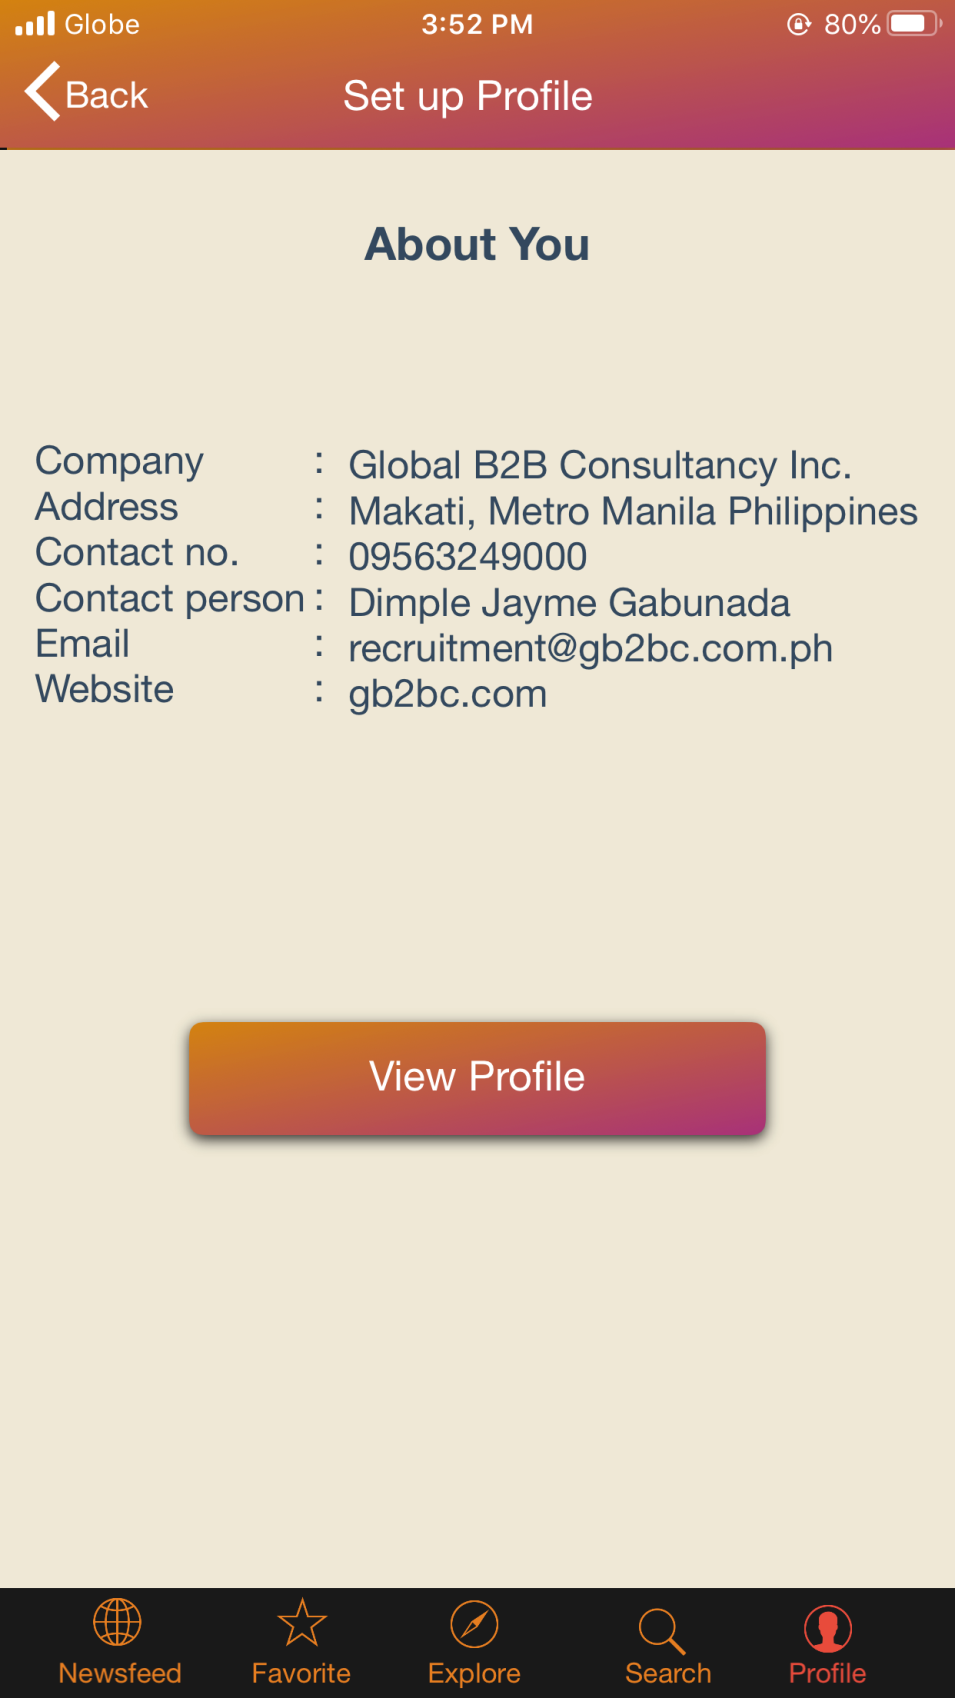 Globe 3:52 PM 80%
Back Set up Profile
About You
Company : Global B2B Consultancy Inc.
Address : Makati, Metro Manila Philippines
Contact no. : 09563249000
Contact person : Dimple Jayme Gabunada
Email : recruitment@gb2bc.com.ph
Website : gb2bc.com
View Profile
Newsfeed Favorite Explore Search Profile